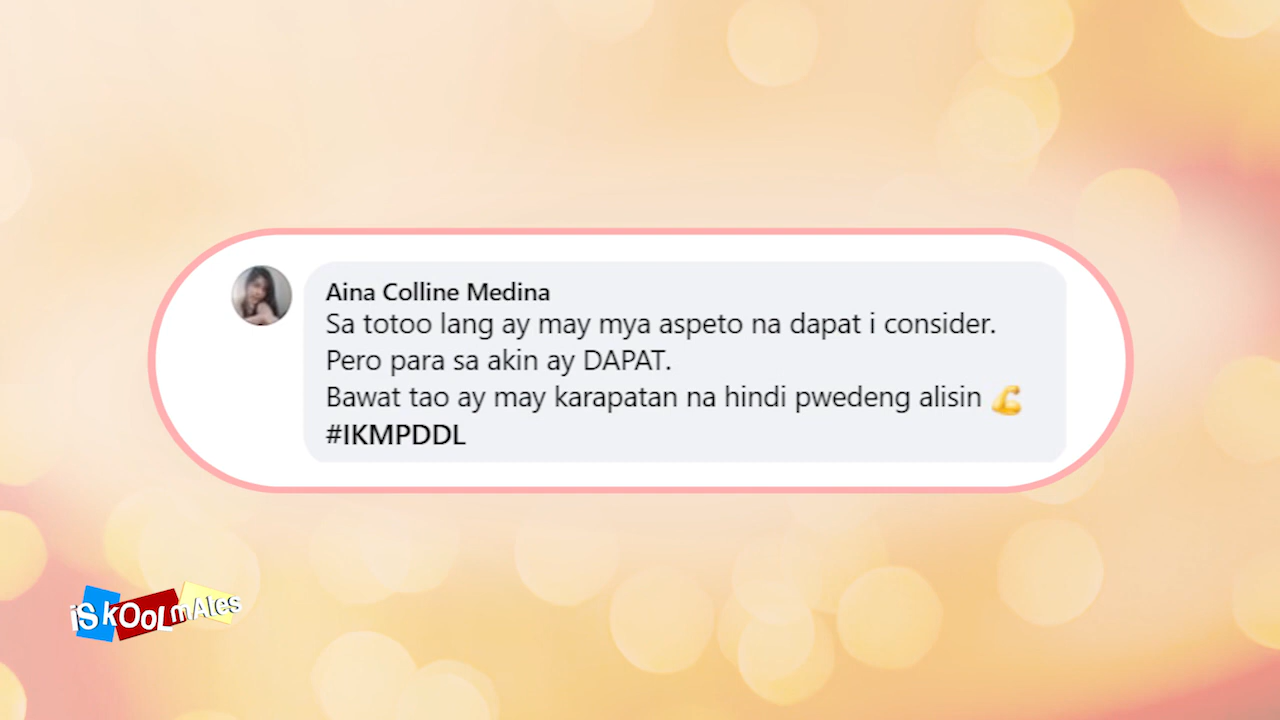 Aina Colline Medina
Sa totoo lang ay may mya aspeto na dapat i consider.
Pero para sa akin ay DAPAT.
Bawat tao ay may karapatan na hindi pwedeng alisin 💪
#IKMPDDL
iSkOOLmAles